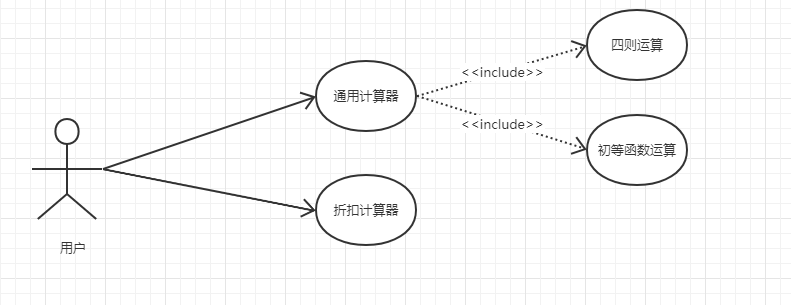 四则运算
<<include>>
通用计算器
<<include>>
初等函数运算
折扣计算器
用户